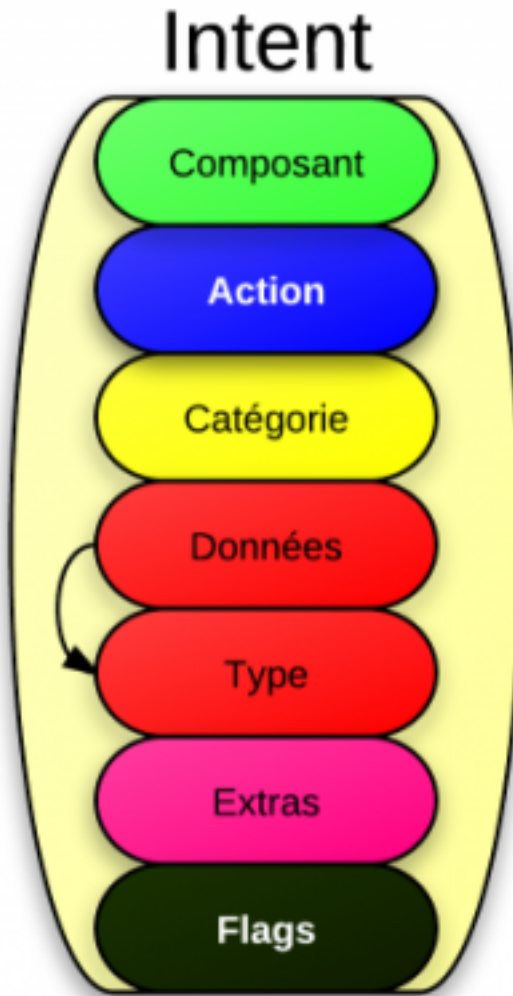 Intent
Composant
Action
Catégorie
Données
Type
Extras
Flags